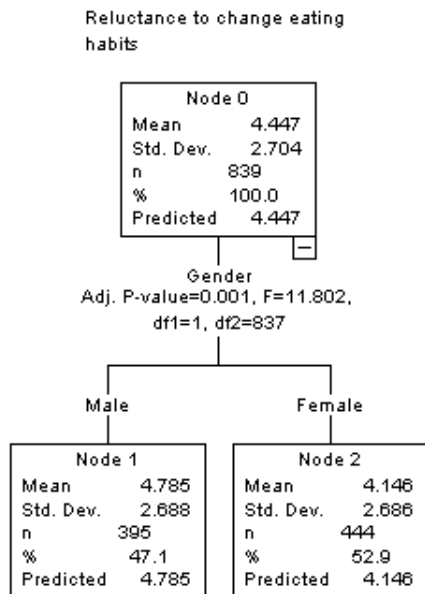 Reluctance to change eating
habits
Node 0
Mean 4.447
Std. Dev. 2.704
n 839
% 100.0
Predicted 4.447
Gender
Adj. P-value=0.001, F=11.802,
df1=1, df2=837
Male Female
Node 1
Mean 4.785
Std. Dev. 2.688
n 395
% 47.1
Predicted 4.785
Node 2
Mean 4.146
Std. Dev. 2.686
n 444
% 52.9
Predicted 4.146